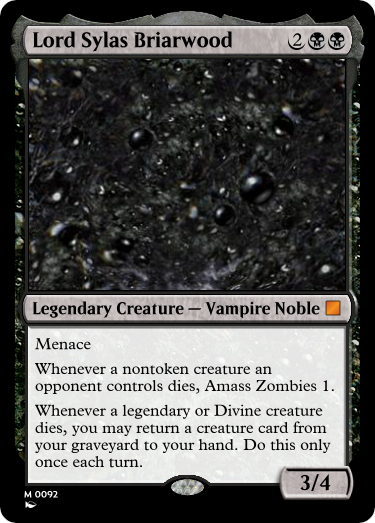 Lord Sylas Briarwood 2
Legendary Creature — Vampire Noble
Menace
Whenever a nontoken creature an
opponent controls dies, Amass Zombies 1.
Whenever a legendary or Divine creature
dies, you may return a creature card from
your graveyard to your hand. Do this only
once each turn.
3/4
M 0092